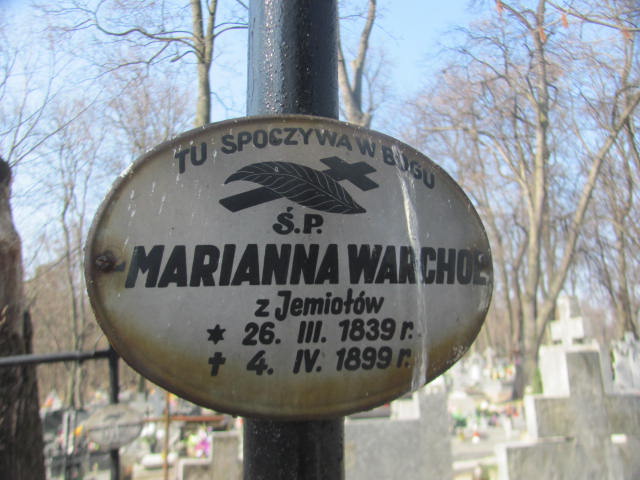 TU SPOCZYWA W BOGU
Ś.P.
MARIANNA WARCHOŁ
z Jemiołów
* 26. III. 1839 r.
✝ 4. IV. 1899 r.